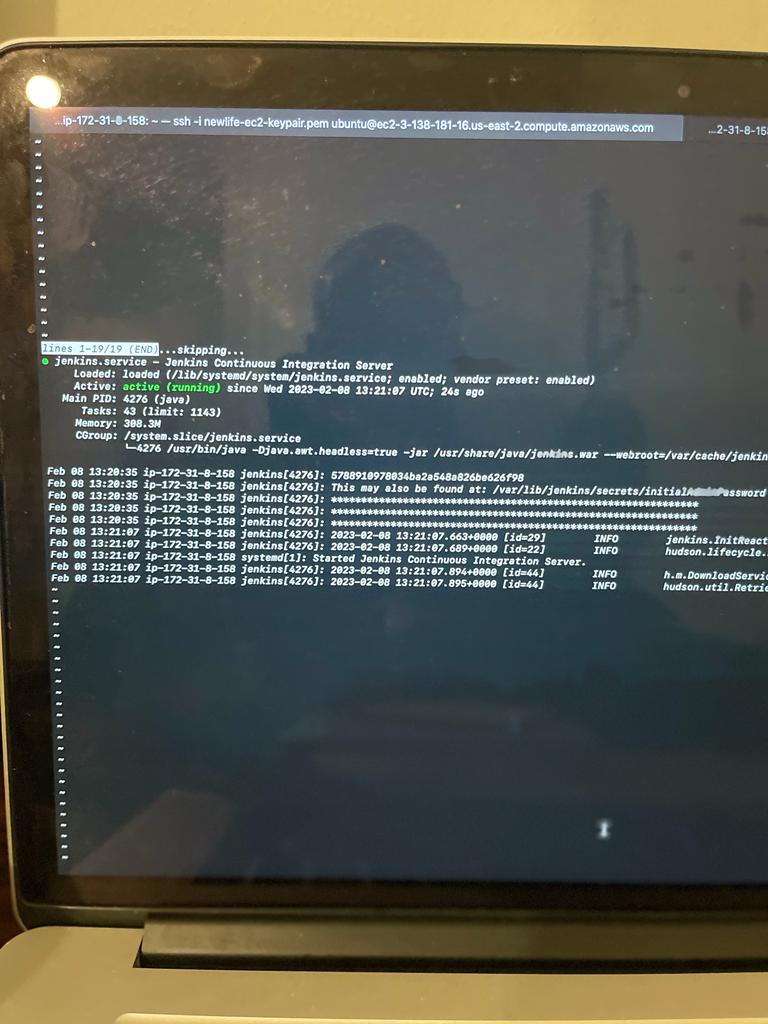 ...ip-172-31-8-158: ~ — ssh -i newlife-ec2-keypair.pem ubuntu@ec2-3-138-181-16.us-east-2.compute.amazonaws.com
...2-31-8-15
lines 1-19/19 (END)...skipping...
● jenkins.service - Jenkins Continuous Integration Server
Loaded: loaded (/lib/systemd/system/jenkins.service; enabled; vendor preset: enabled)
Active: active (running) since Wed 2023-02-08 13:21:07 UTC; 24s ago
Main PID: 4276 (java)
Tasks: 43 (limit: 1143)
Memory: 308.3M
CGroup: /system.slice/jenkins.service
└─4276 /usr/bin/java -Djava.awt.headless=true -jar /usr/share/java/jenkins.war --webroot=/var/cache/jenkin
Feb 08 13:20:35 ip-172-31-8-158 jenkins[4276]: 5788910978034ba2a548a826be626f98
Feb 08 13:20:35 ip-172-31-8-158 jenkins[4276]: This may also be found at: /var/lib/jenkins/secrets/initialAdminPassword
Feb 08 13:20:35 ip-172-31-8-158 jenkins[4276]: *************************************************************
Feb 08 13:20:35 ip-172-31-8-158 jenkins[4276]: *************************************************************
Feb 08 13:20:35 ip-172-31-8-158 jenkins[4276]: *************************************************************
Feb 08 13:21:07 ip-172-31-8-158 jenkins[4276]: 2023-02-08 13:21:07.663+0000 [id=29] INFO jenkins.InitReact
Feb 08 13:21:07 ip-172-31-8-158 jenkins[4276]: 2023-02-08 13:21:07.689+0000 [id=22] INFO hudson.lifecycle.
Feb 08 13:21:07 ip-172-31-8-158 systemd[1]: Started Jenkins Continuous Integration Server.
Feb 08 13:21:07 ip-172-31-8-158 jenkins[4276]: 2023-02-08 13:21:07.894+0000 [id=44] INFO h.m.DownloadServic
Feb 08 13:21:07 ip-172-31-8-158 jenkins[4276]: 2023-02-08 13:21:07.895+0000 [id=44] INFO hudson.util.Retrie